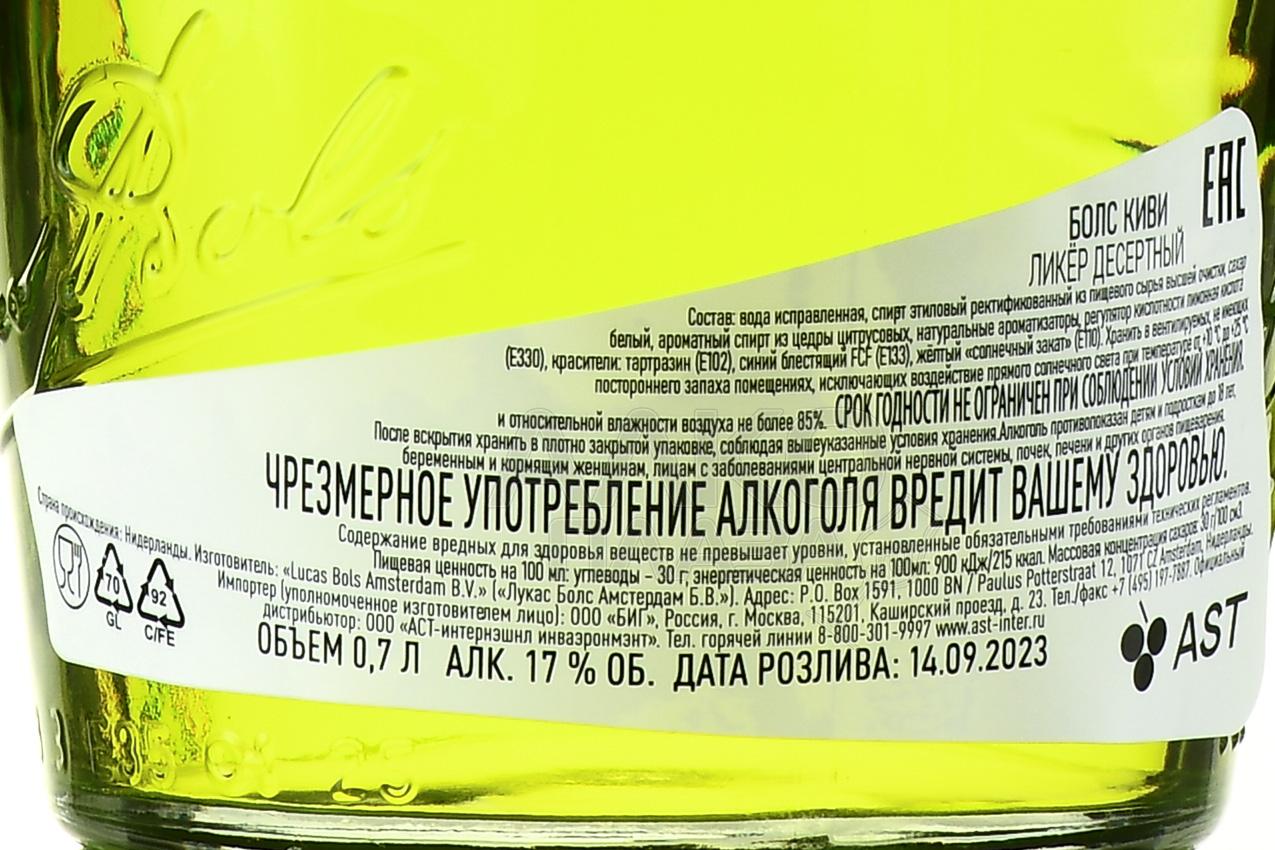 Bols
ЕАС
БОЛС КИВИ
ЛИКЁР ДЕСЕРТНЫЙ
Состав: вода исправленная, спирт этиловый ректификованный из пищевого сырья высшей очистки, сахар
белый, ароматный спирт из цедры цитрусовых, натуральные ароматизаторы, регулятор кислотности лимонная кислота
(Е330), красители: тартразин (Е102), синий блестящий FCF (Е133), жёлтый «солнечный закат» (Е110). Хранить в вентилируемых, не имеющих
постороннего запаха помещениях, исключающих воздействие прямого солнечного света при температуре от +10 °С до +25 °С
и относительной влажности воздуха не более 85%. СРОК ГОДНОСТИ НЕ ОГРАНИЧЕН ПРИ СОБЛЮДЕНИИ УСЛОВИЙ ХРАНЕНИЯ.
После вскрытия хранить в плотно закрытой упаковке, соблюдая вышеуказанные условия хранения.Алкоголь противопоказан детям и подросткам до 18 лет,
беременным и кормящим женщинам, лицам с заболеваниями центральной нервной системы, почек, печени и других органов пищеварения.
ЧРЕЗМЕРНОЕ УПОТРЕБЛЕНИЕ АЛКОГОЛЯ ВРЕДИТ ВАШЕМУ ЗДОРОВЬЮ.
Содержание вредных для здоровья веществ не превышает уровни, установленные обязательными требованиями технических регламентов.
Пищевая ценность на 100 мл: углеводы – 30 г, энергетическая ценность на 100мл: 900 кДж/215 ккал. Массовая концентрация сахаров: 30 г/100 см3.
Страна происхождения: Нидерланды. Изготовитель: «Lucas Bols Amsterdam B.V.» («Лукас Болс Амстердам Б.В.»). Адрес: P.O. Box 1591, 1000 BN / Paulus Potterstraat 12, 1071 CZ Amsterdam, Нидерланды.
Импортер (уполномоченное изготовителем лицо): ООО «БИГ», Россия, г. Москва, 115201, Каширский проезд, д. 23. Тел./факс +7 (495) 197-7887. Официальный
дистрибьютор: ООО «АСТ-интернэшнл инваэронмэнт». Тел. горячей линии 8-800-301-9997 www.ast-inter.ru
ОБЪЕМ 0,7 Л АЛК. 17 % ОБ. ДАТА РОЗЛИВА: 14.09.2023
70
GL
92
C/FE
AST